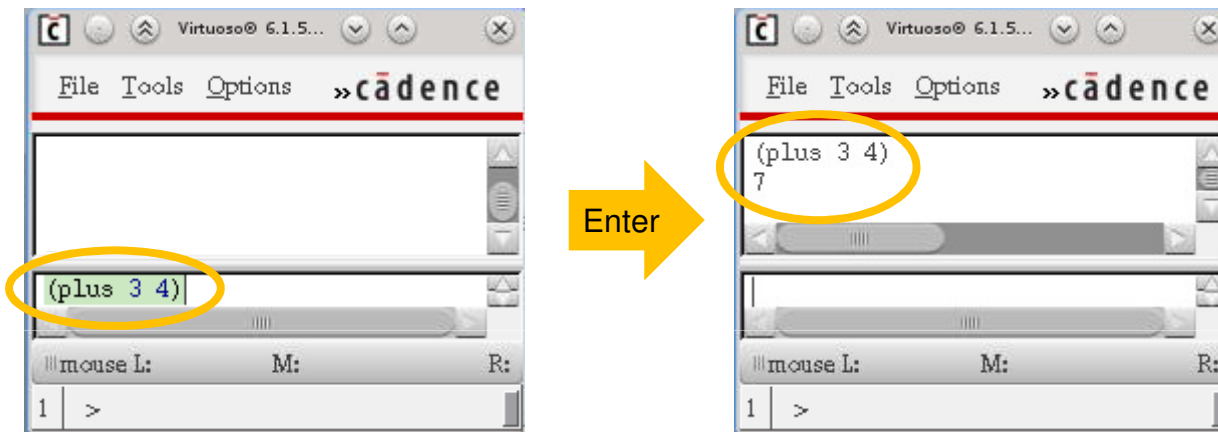 Virtuoso® 6.1.5...
File Tools Options »cādence
(plus 3 4)
mouse L: M: R:
1 >
Enter
Virtuoso® 6.1.5...
File Tools Options »cādence
(plus 3 4)
7
mouse L: M: R:
1 >